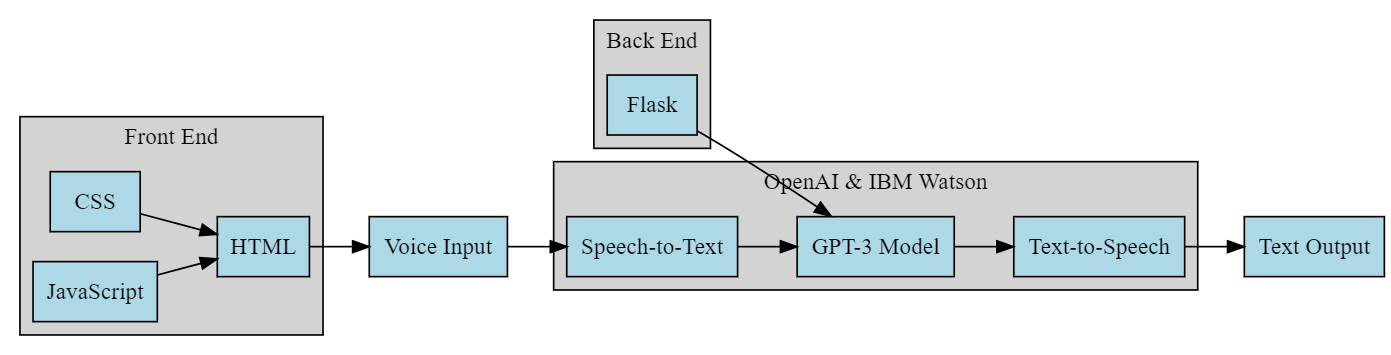 Back End
Flask
Front End
CSS
HTML
JavaScript
Voice Input
OpenAI & IBM Watson
Speech-to-Text
GPT-3 Model
Text-to-Speech
Text Output